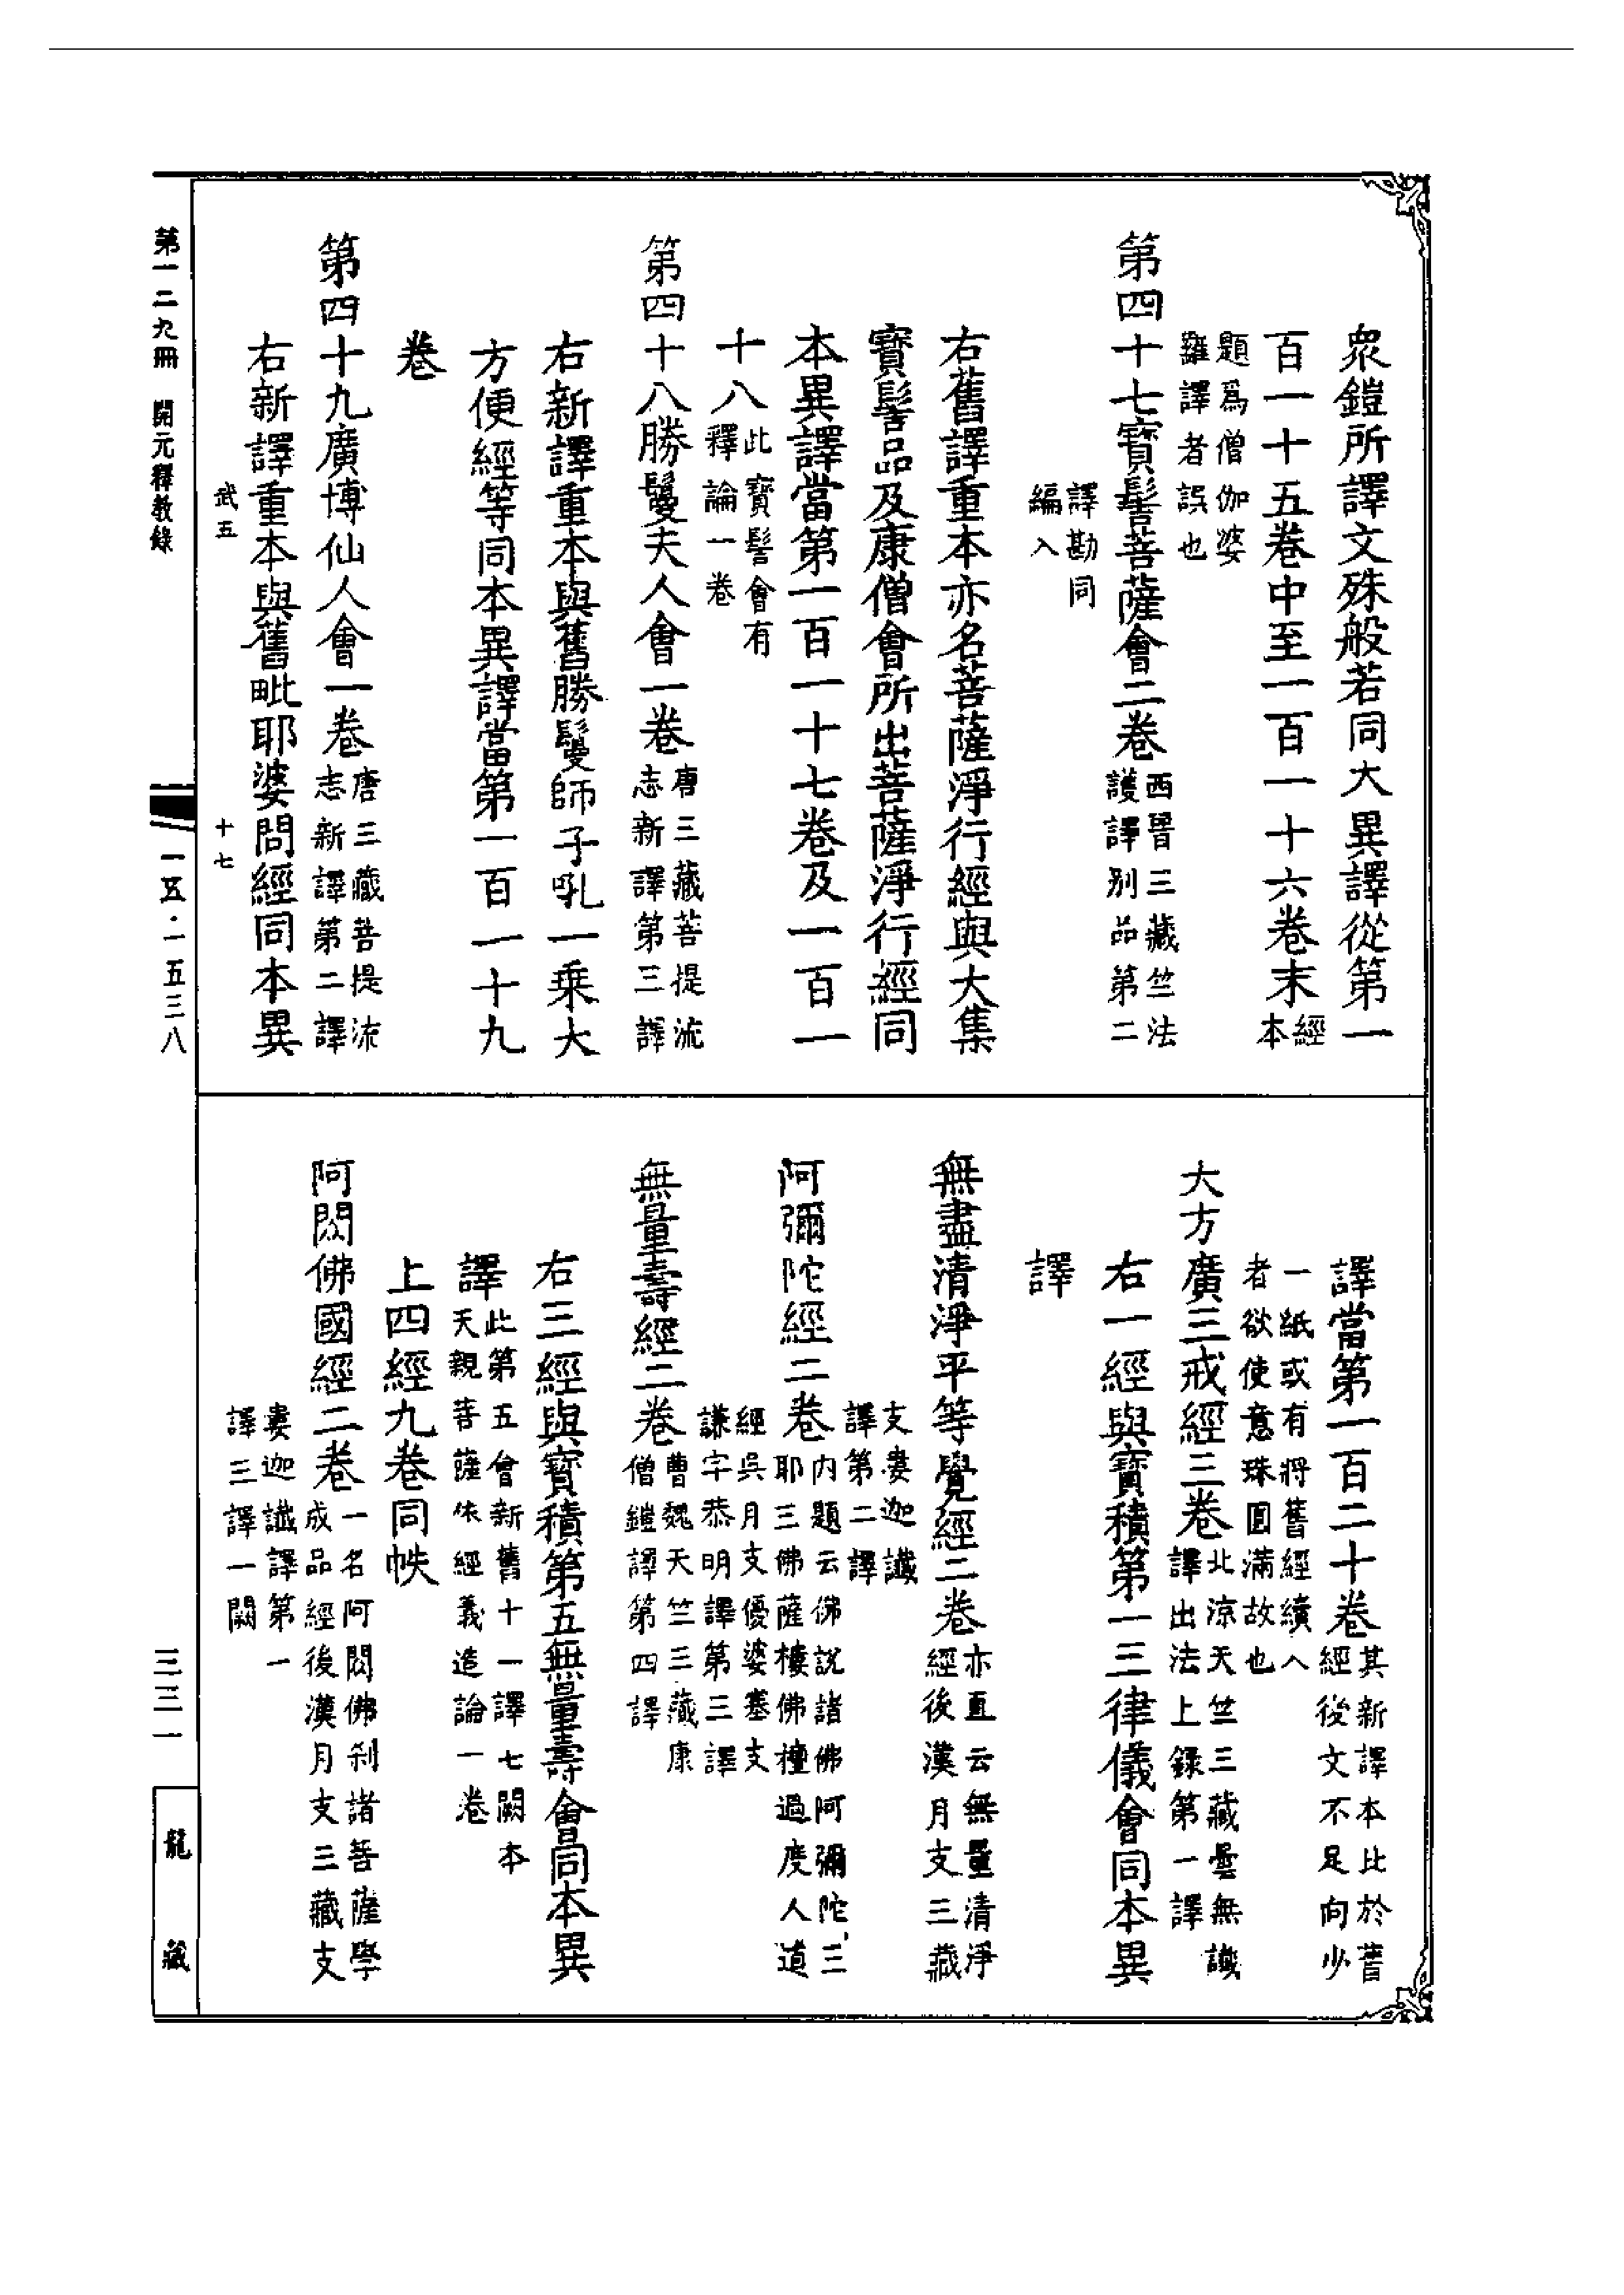 眾鎧所譯文殊般若同大異譯從第一
百一十五卷中至一百一十六卷末經本
題爲僧伽婆
羅譯者誤也
第四十七寶髻菩薩會二卷西晉三藏竺法
護譯別品第二
譯勘同
編入
右舊譯重本亦名菩薩淨行經與大集
寶髻品及康僧會所出菩薩淨行經同
本異譯當第一百一十七卷及一百一
十八此寶髻會有
釋論一卷
第四十八勝鬘夫人會一卷唐三藏菩提流
志新譯第三譯
右新譯重本與舊勝鬘師子吼一乘大
方便經等同本異譯當第一百一十九
卷
第四十九廣博仙人會一卷唐三藏菩提流
志新譯第二譯
右新譯重本與舊毗耶婆問經同本異
武五 十七
譯當第一百二十卷其新譯本比於舊
經後文不足向少
一紙或有將舊經續入
者欲使意珠圓滿故也
大方廣三戒經三卷北涼天竺三藏曇無讖
譯出法上錄第一譯
右一經與寶積第一三律儀會同本異
譯
無量清淨平等覺經二卷亦直云無量清淨
經後漢月支三藏
支婁迦讖
譯第二譯
阿彌陀經二卷内題云佛說諸佛阿彌陀三
耶三佛薩樓佛檀過度人道
經吳月支優婆塞支
謙字恭明譯第三譯
無量壽經二卷曹魏天竺三藏康
僧鎧譯第四譯
右三經與寶積第五無量壽會同本異
譯此第五會新舊十一譯七闕本
天親菩薩依經義造論一卷
上四經九卷同帙
阿閦佛國經二卷一名阿閦佛剎諸菩薩學
成品經後漢月支三藏支
婁迦讖譯第一
譯三譯一闕
第一二九冊 開元釋教錄
一五·一五三八
三三一
龍藏